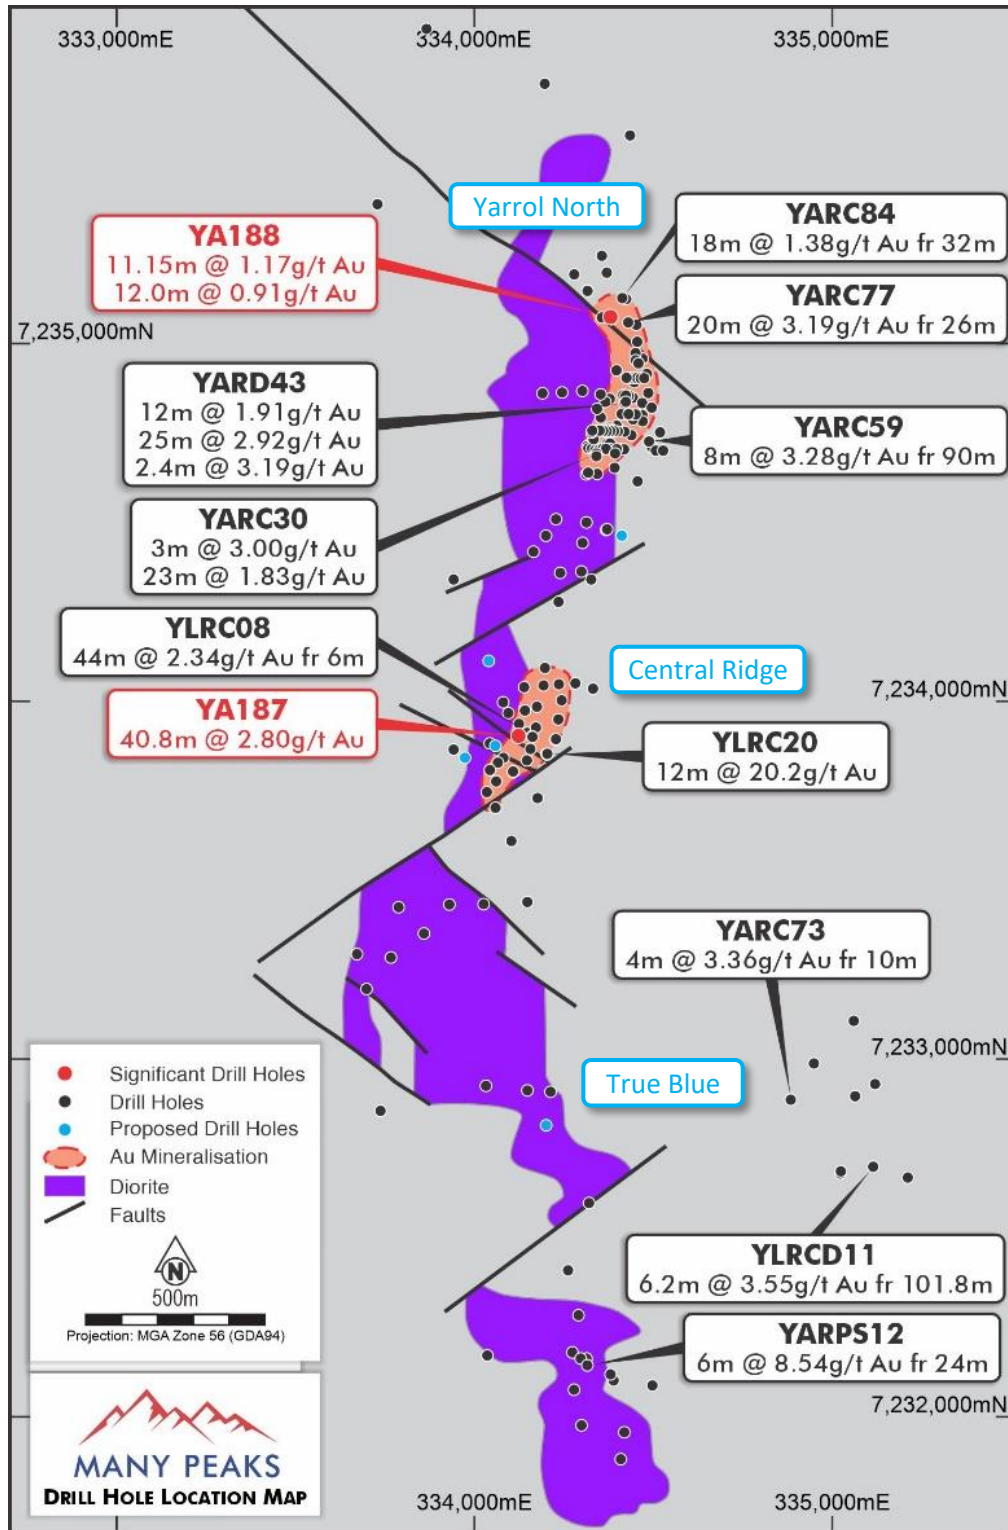 333,000mE
334,000mE
335,000mE
Yarrol North
YARC84
18m @ 1.38g/t Au fr 32m
YA188
11.15m @ 1.17g/t Au
12.0m @ 0.91g/t Au
YARC77
20m @ 3.19g/t Au fr 26m
7,235,000mN
YARD43
12m @ 1.91g/t Au
25m @ 2.92g/t Au
2.4m @ 3.19g/t Au
YARC59
8m @ 3.28g/t Au fr 90m
YARC30
3m @ 3.00g/t Au
23m @ 1.83g/t Au
YLRC08
44m @ 2.34g/t Au fr 6m
Central Ridge
7,234,000mN
YA187
40.8m @ 2.80g/t Au
YLRC20
12m @ 20.2g/t Au
YARC73
4m @ 3.36g/t Au fr 10m
7,233,000mN
True Blue
Significant Drill Holes
Drill Holes
Proposed Drill Holes
Au Mineralisation
Diorite
Faults
N
500m
Projection: MGA Zone 56 (GDA94)
YLRCD11
6.2m @ 3.55g/t Au fr 101.8m
YARPS12
6m @ 8.54g/t Au fr 24m
7,232,000mN
MANY PEAKS
DRILL HOLE LOCATION MAP
334,000mE
335,000mE